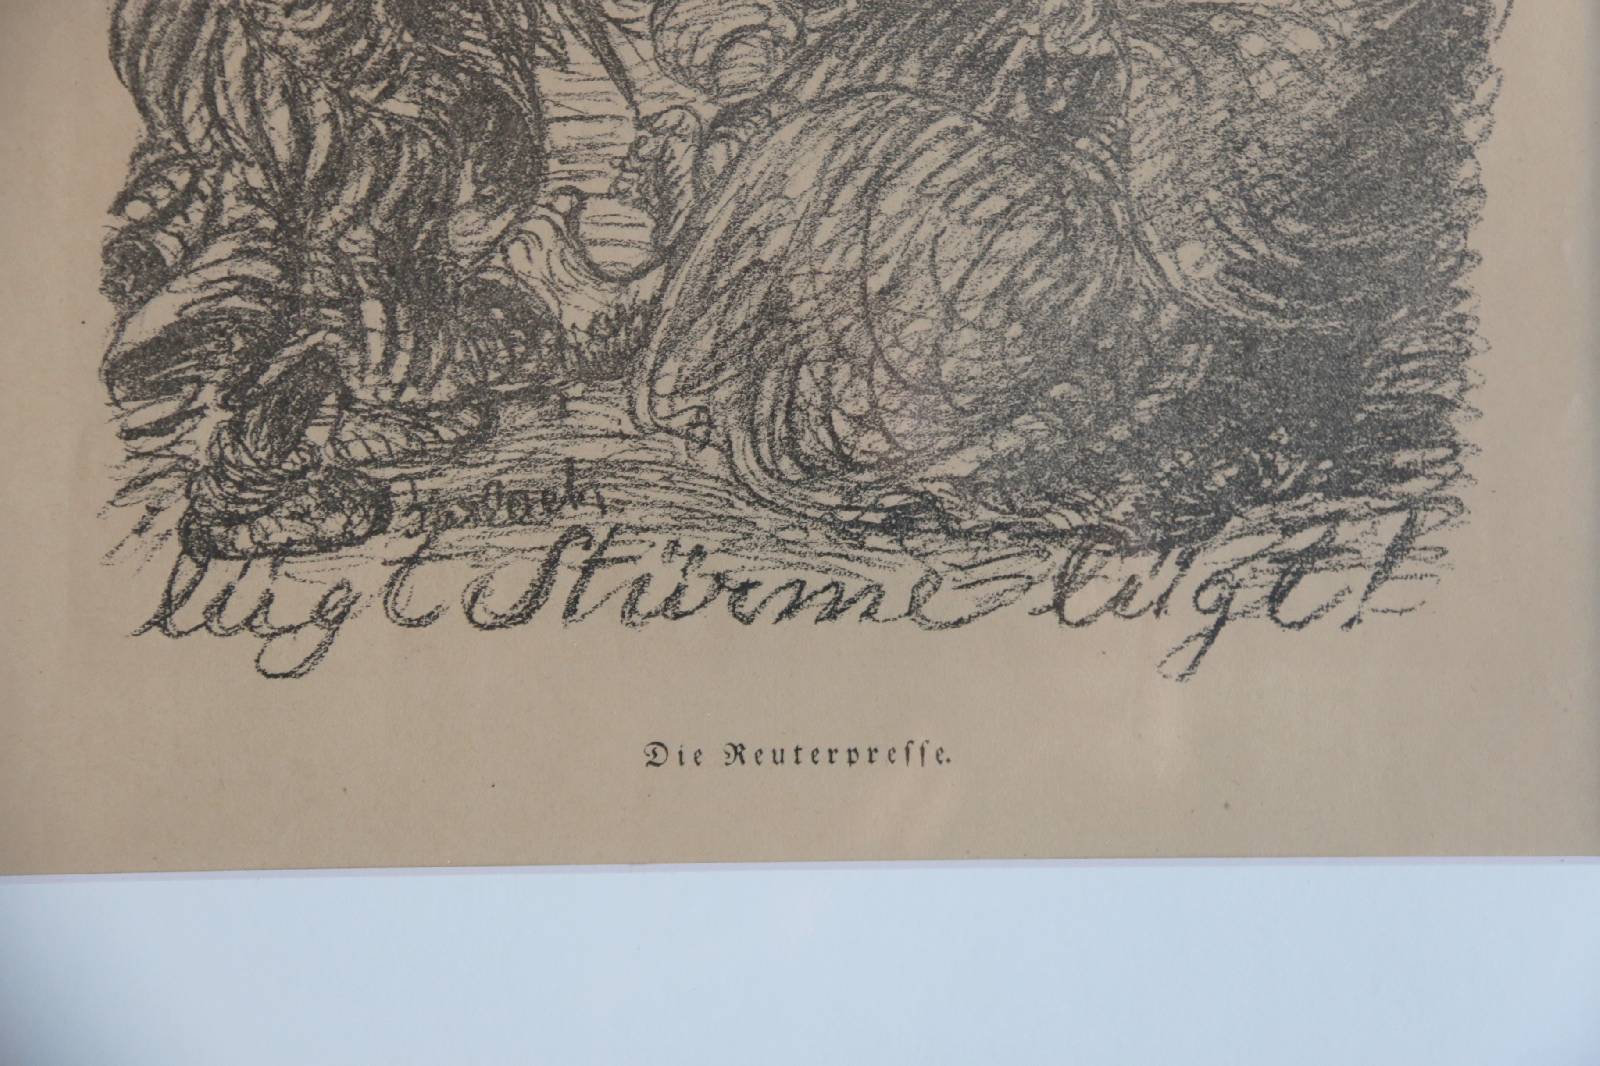 lügt Stürme lügt!
Die Reuterpresse.